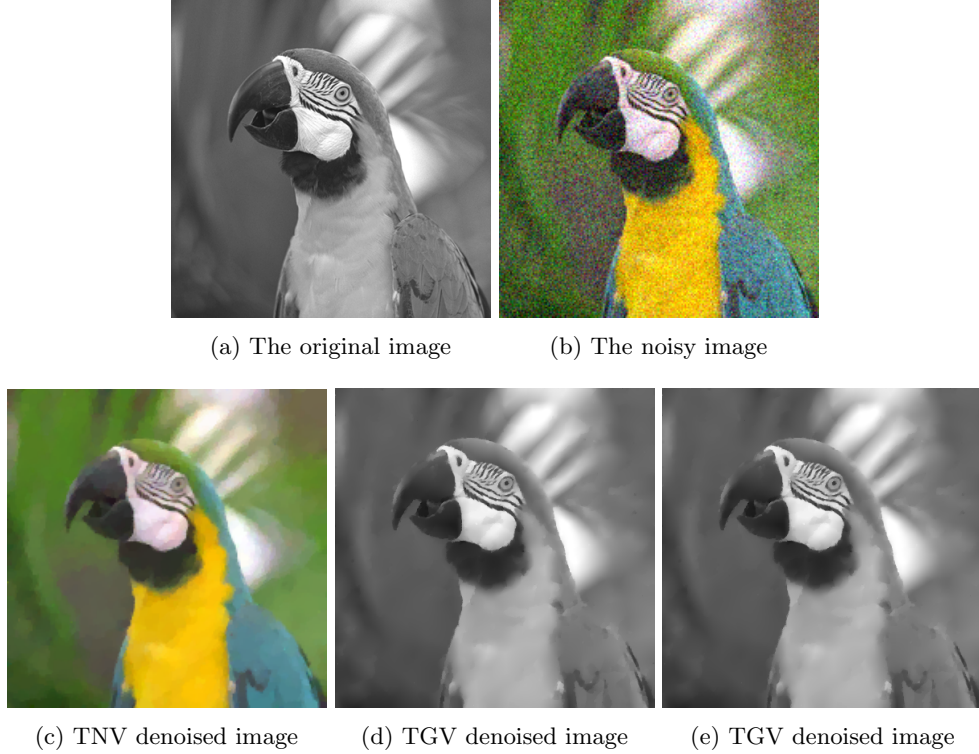 (a) The original image
(b) The noisy image
(c) TNV denoised image
(d) TGV denoised image
(e) TGV denoised image